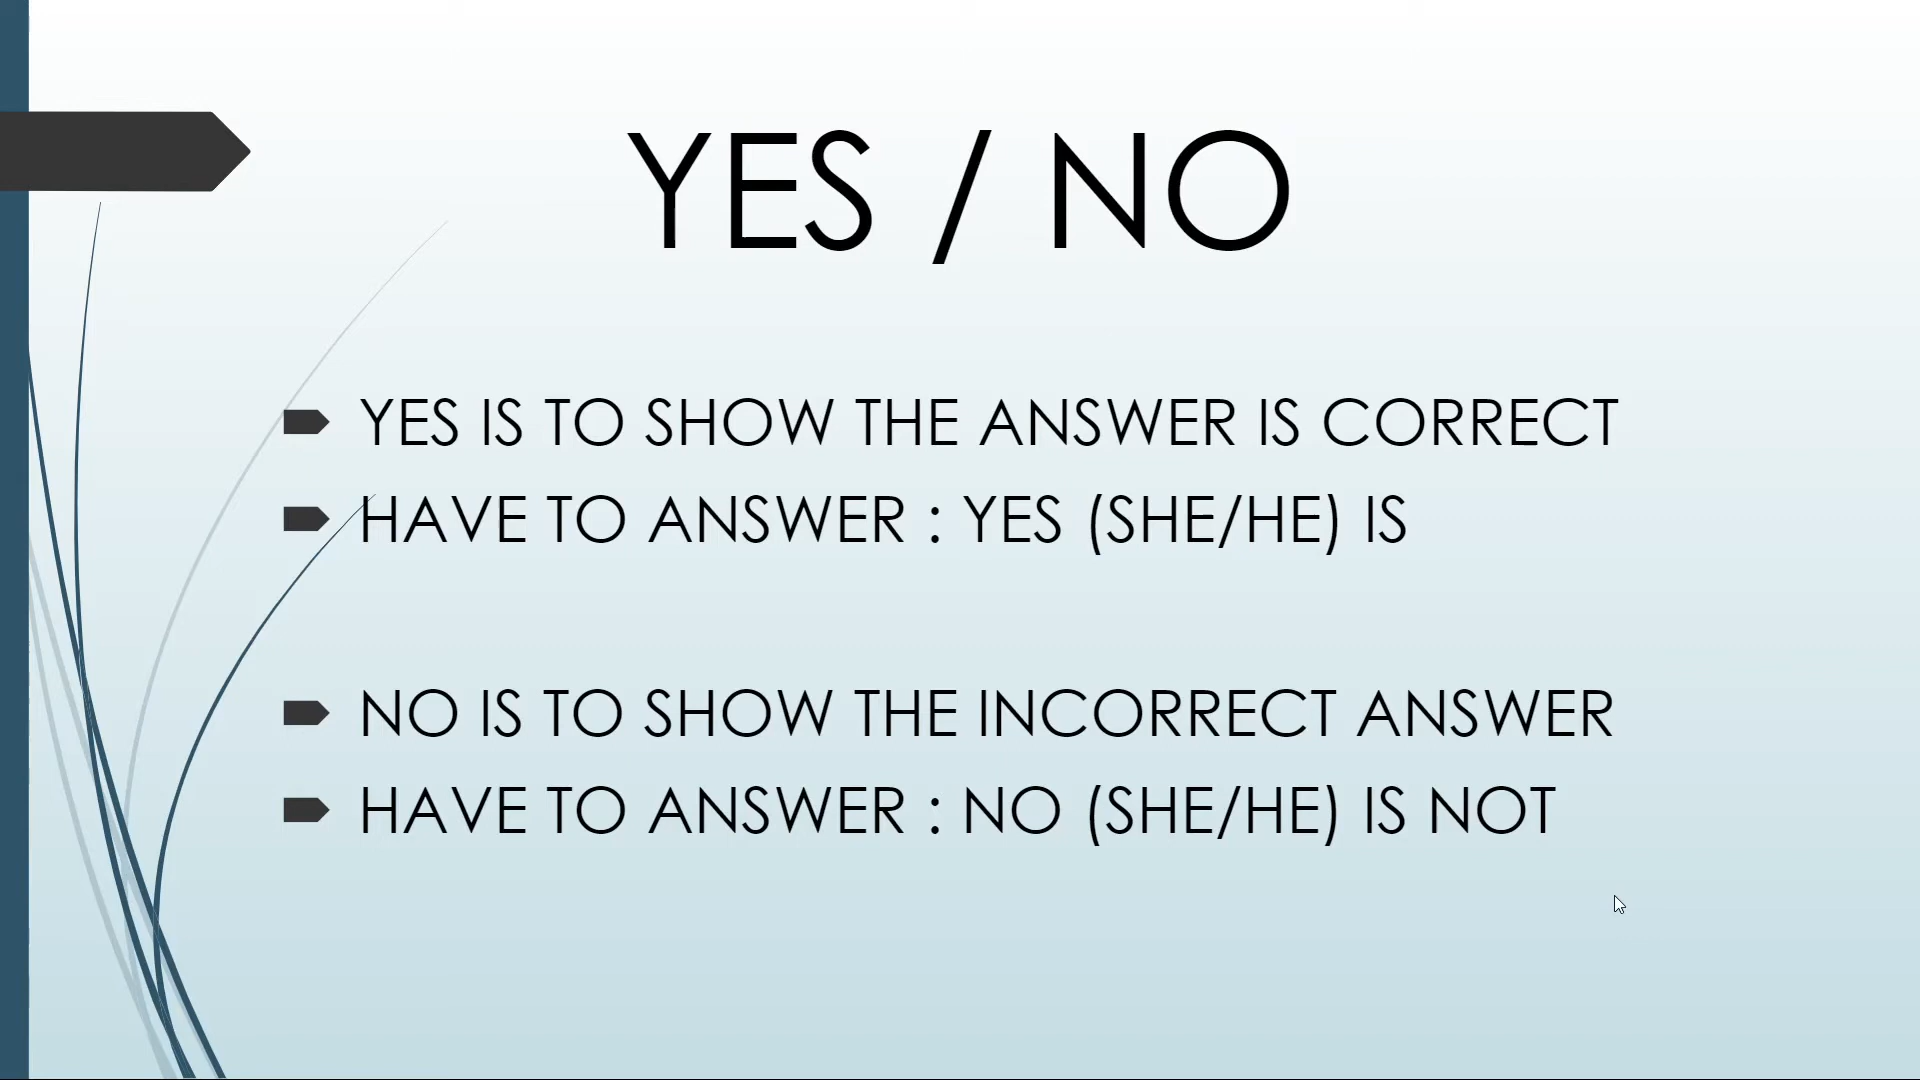 YES / NO
YES IS TO SHOW THE ANSWER IS CORRECT
HAVE TO ANSWER : YES (SHE/HE) IS
NO IS TO SHOW THE INCORRECT ANSWER
HAVE TO ANSWER : NO (SHE/HE) IS NOT